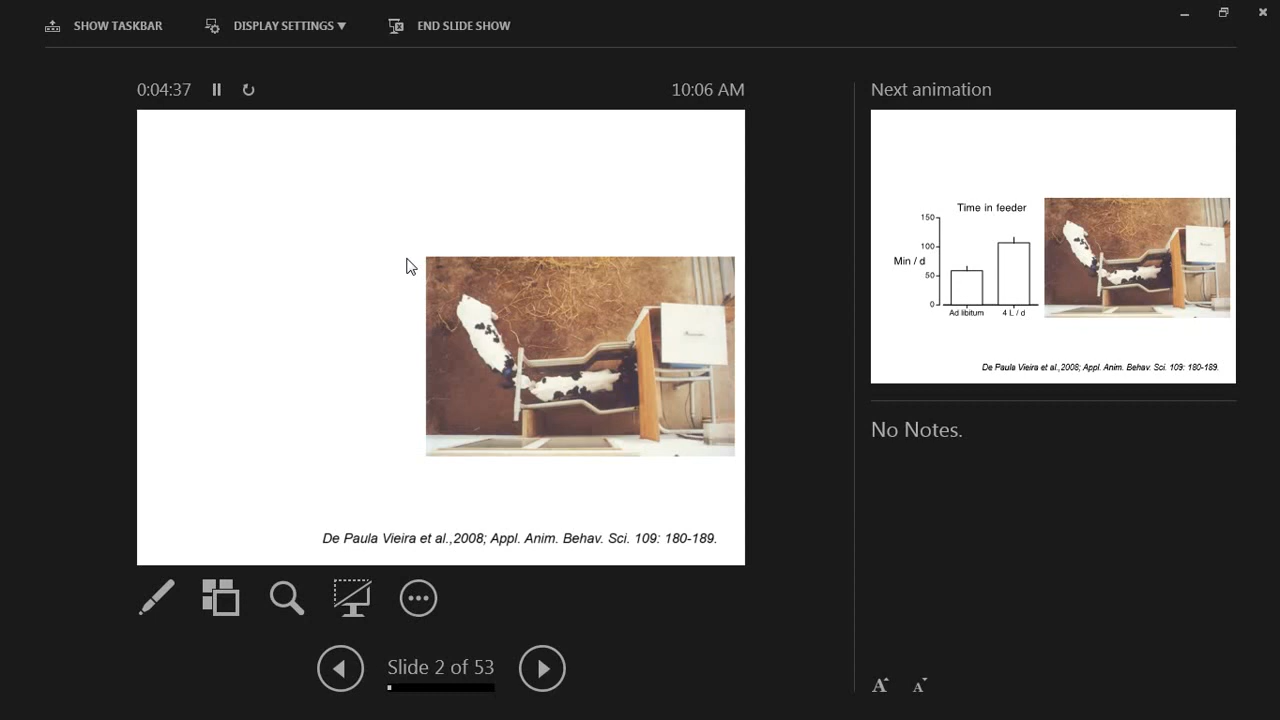 SHOW TASKBAR
DISPLAY SETTINGS ▼
END SLIDE SHOW
0:04:37
10:06 AM
De Paula Vieira et al.,2008; Appl. Anim. Behav. Sci. 109: 180-189.
Slide 2 of 53
Next animation
Time in feeder
150
100
Min / d
50
0
Ad libitum
4 L / d
De Paula Vieira et al.,2008; Appl. Anim. Behav. Sci. 109: 180-189.
No Notes.
A A